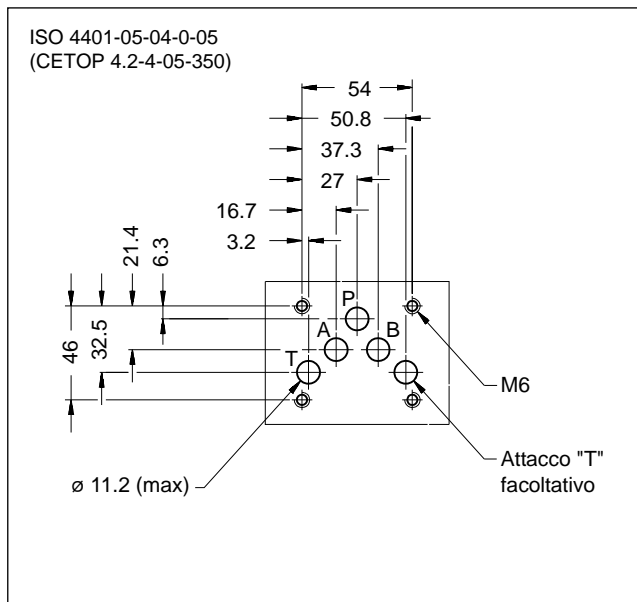 ISO 4401-05-04-0-05
(CETOP 4.2-4-05-350)
54
50.8
37.3
27
16.7
3.2
21.4
6.3
32.5
46
P
A
B
T
M6
ø 11.2 (max)
Attacco "T"
facoltativo